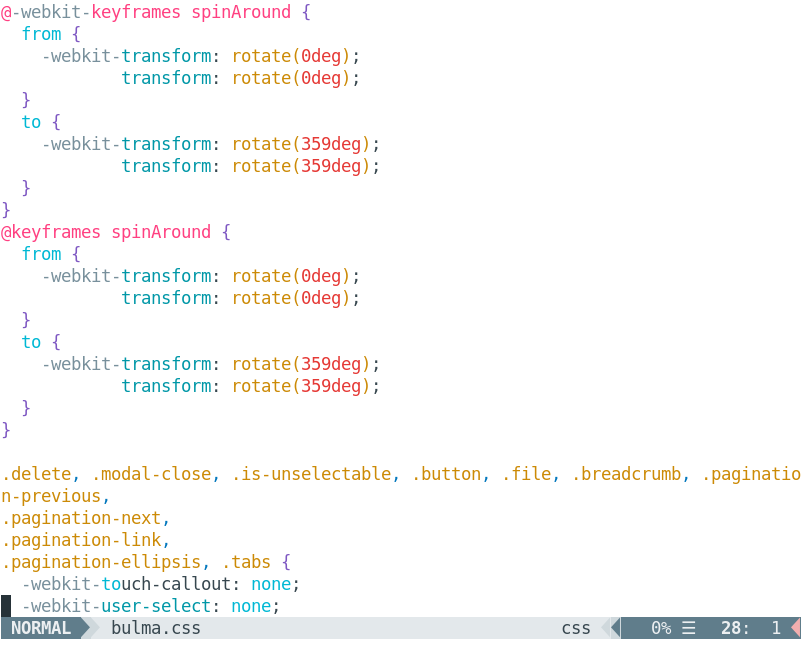 @-webkit-keyframes spinAround {
  from {
    -webkit-transform: rotate(0deg);
            transform: rotate(0deg);
  }
  to {
    -webkit-transform: rotate(359deg);
            transform: rotate(359deg);
  }
}
@keyframes spinAround {
  from {
    -webkit-transform: rotate(0deg);
            transform: rotate(0deg);
  }
  to {
    -webkit-transform: rotate(359deg);
            transform: rotate(359deg);
  }
}

.delete, .modal-close, .is-unselectable, .button, .file, .breadcrumb, .paginatio
n-previous,
.pagination-next,
.pagination-link,
.pagination-ellipsis, .tabs {
  -webkit-touch-callout: none;
  -webkit-user-select: none;
NORMAL bulma.css css 0% ☰ 28: 1